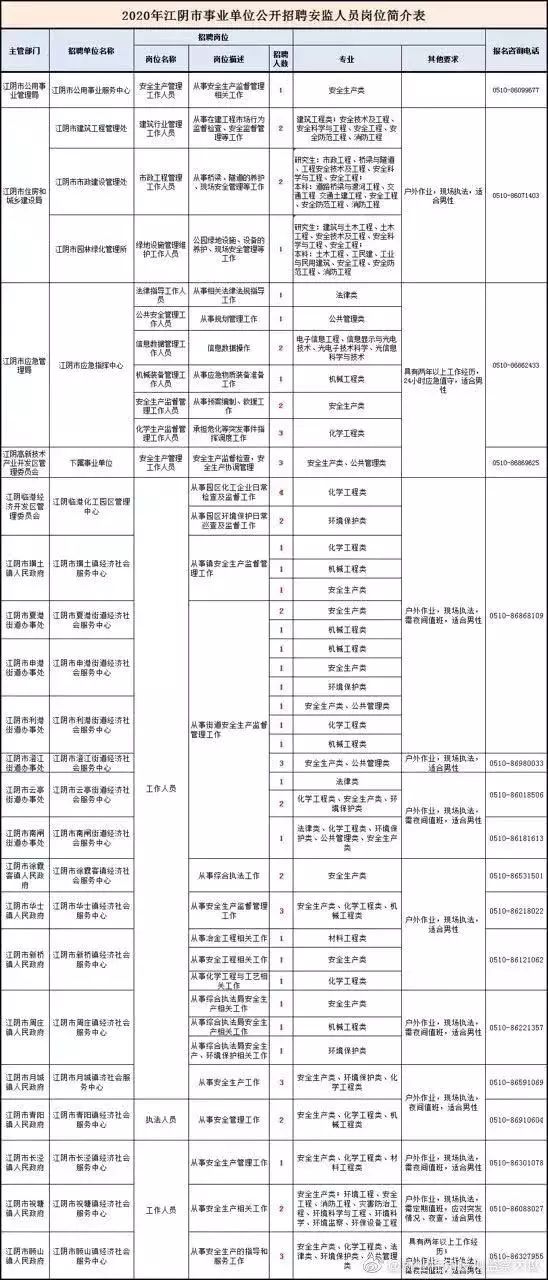 2020年江阴市事业单位公开招聘安监人员岗位简介表
主管部门 招聘单位名称 招聘岗位 招聘人数 专业 其他要求 报名咨询电话
岗位名称 岗位描述
江阴市公用事业管理局 江阴市公用事业服务中心 安全生产管理工作人员 从事安全生产监督管理相关工作 1 安全生产类 0510-86099677
江阴市住房和城乡建设局 江阴市建筑工程管理处 建筑行业管理工作人员 从事在建工程市场行为监督检查、安全监督管理等工作 2 建筑工程类;安全技术及工程、安全科学与工程、安全工程、安全防范工程、消防工程 户外作业,现场执法,适合男性 0510-86071403
江阴市市政建设管理处 市政工程管理工作人员 从事桥梁、隧道的养护、现场安全管理等工作 2 研究生:市政工程、桥梁与隧道、工程安全技术及工程、安全科学与工程、安全工程;
本科:道路桥梁与渡河工程、交通工程 交通土建工程、安全工程、安全防范工程、消防工程
江阴市市园林绿化管理所 绿地设施管理维护工作人员 公园绿地设施、设备的养护、现场安全管理等工作 1 研究生:建筑与土木工程、土木工程、安全技术及工程、安全科学与工程、安全工程;
本科:土木工程、工民建、工业与民用建筑、安全工程、安全防范工程、消防工程
江阴市应急管理局 江阴市应急指挥中心 法律指导工作人员 从事相关法律法规指导工作 1 法律类 具有两年以上工作经历,24小时应急值守,适合男性 0510-86862433
公共安全管理工作人员 从事规划管理工作 1 公共管理类
信息数据管理工作人员 信息数据操作 2 电子信息工程、信息显示与光电技术、光电子技术科学、光信息科学与技术
机械装备管理工作人员 从事应急物质装备准备工作 1 机械工程类
安全生产监督管理工作人员 从事预案编制、救援工作 2 安全生产类
化学生产监督管理工作人员 承担危化等突发事件指挥调度工作 3 化学工程类
江阴高新技术产业开发区管理委员会 下属事业单位 安全生产管理工作人员 安全生产监督检查,安全生产协调管理 3 安全生产类、公共管理类 0510-86869625
江阴临港经济开发区管理委员会 江阴临港化工园区管理中心 工作人员 从事园区化工企业日常检查及监督工作 4 化学工程类 户外作业,现场执法,需夜间值班,适合男性 0510-86868109
从事园区环境保护日常巡查及监督工作 2 环境保护类
江阴市璜土镇人民政府 江阴市璜土镇经济社会服务中心 从事镇安全生产监督管理工作 1 化学工程类
1 机械工程类
1 安全生产类
江阴市夏港街道办事处 江阴市夏港街道经济社会服务中心 从事街道安全生产监督管理工作 2 安全生产类
1 机械工程类
江阴市申港街道办事处 江阴市申港街道经济社会服务中心 1 机械工程类
1 安全生产类
1 环境保护类
江阴市利港街道办事处 江阴市利港街道经济社会服务中心 1 安全生产类、公共管理类
1 化学工程类
1 机械工程类
江阴市澄江街道办事处 江阴市澄江街道经济社会服务中心 3 安全生产类、公共管理类 户外作业,现场执法,适合男性 0510-86980033
江阴市云亭街道办事处 江阴市云亭街道经济社会服务中心 1 法律类 户外作业,现场执法,需夜间值班,适合男性 0510-86018506
2 化学工程类、安全生产类、环境保护类
江阴市南闸街道办事处 江阴市南闸街道经济社会服务中心 1 法律类、化学工程类、环境保护类、公共管理类、安全生产类 0510-86181613
江阴市徐霞客镇人民政府 江阴市徐霞客镇经济社会服务中心 从事综合执法工作 2 安全生产类 户外作业,现场执法,适合男性 0510-86531501
江阴市华士镇人民政府 江阴市华士镇经济社会服务中心 从事安全生产监督管理工作 3 安全生产类、化学工程类、机械工程类 0510-86218022
江阴市新桥镇人民政府 江阴市新桥镇经济社会服务中心 从事冶金工程相关工作 1 材料工程类 0510-86121062
从事安全工程相关工作 1 安全生产类
从事化学工程与工艺相关工作 1 化学工程类
江阴市周庄镇人民政府 江阴市周庄镇经济社会服务中心 从事综合执法局安全生产相关工作 1 安全生产类 户外作业,现场执法,需夜间值班,适合男性 0510-86221357
从事综合执法局安全生产相关工作 1 机械工程类
从事综合执法局安全生产、环境保护相关工作 1 环境保护类
江阴市月城镇人民政府 江阴市月城镇济社会服务中心 从事安全生产工作 3 安全生产类、环境保护类、化学工程类 户外作业,现场执法,夜间值班,适合男性 0510-86591069
江阴市青阳镇人民政府 江阴市青阳镇经济社会服务中心 执法人员 从事安全管理工作 2 安全生产类、化学工程类、机械工程类 0510-86910604
江阴市长泾镇人民政府 江阴市长泾镇经济社会服务中心 工作人员 从事安全生产管理工作 1 安全生产类、化学工程类、材料工程类 户外作业,现场执法,需夜间值班,适合男性 0510-86301078
江阴市祝塘镇人民政府 江阴市祝塘镇经济社会服务中心 从事安全生产相关工作 2 安全生产类;环境工程、安全工程、消防工程、灾害防治工程、环境科学与工程、环境科学、环境监察、环保设备工程 户外作业,现场执法,需定期值班,应对突发情况、夜查,适合男性 0510-86088027
江阴市顾山镇人民政府 江阴市顾山镇经济社会服务中心 从事安全生产的指导和服务工作 3 安全生产类、化学工程类、法律类、环境保护类、公共管理类 具有两年以上工作经历,户外作业,现场执法,需夜间值班,适合男性 0510-86327955